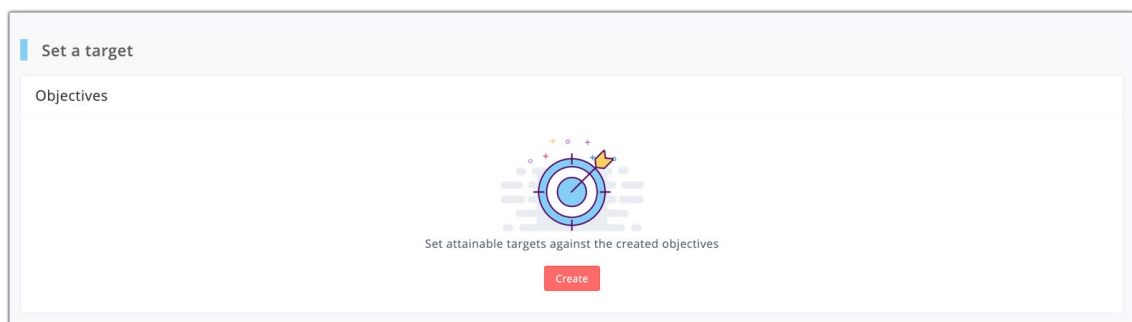 Set a target
Objectives
Set attainable targets against the created objectives
Create